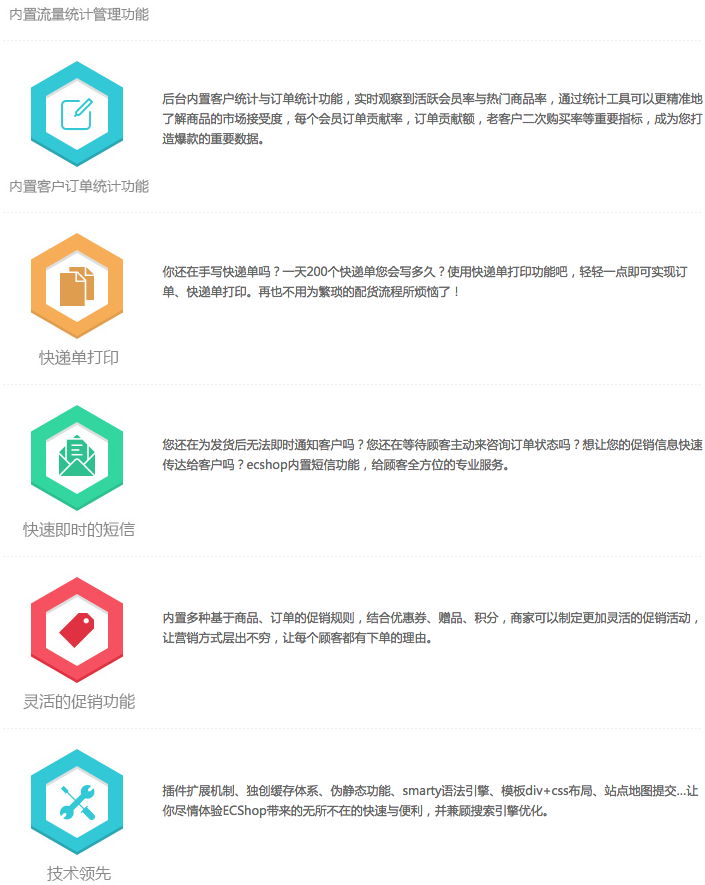 内置流量统计管理功能
后台内置客户统计与订单统计功能，实时观察到活跃会员率与热门商品率，通过统计工具可以更精准地
了解商品的市场接受度，每个会员订单贡献率，订单贡献额，老客户二次购买率等重要指标，成为您打
造爆款的重要数据。
内置客户订单统计功能
你还在手写快递单吗？一天200个快递单您会写多久？使用快递单打印功能吧，轻轻一点即可实现订
单、快递单打印。再也不用为繁琐的配货流程所烦恼了！
快递单打印
您还在为发货后无法即时通知客户吗？您还在等待顾客主动来咨询订单状态吗？想让您的促销信息快速
传达给客户吗？ecshop内置短信功能，给顾客全方位的专业服务。
快速即时的短信
内置多种基于商品、订单的促销规则，结合优惠券、赠品、积分，商家可以制定更加灵活的促销活动，
让营销方式层出不穷，让每个顾客都有下单的理由。
灵活的促销功能
插件扩展机制、独创缓存体系、伪静态功能、smarty语法引擎、模板div+css布局、站点地图提交...让
你尽情体验ECShop带来的无所不在的快速与便利，并兼顾搜索引擎优化。
技术领先